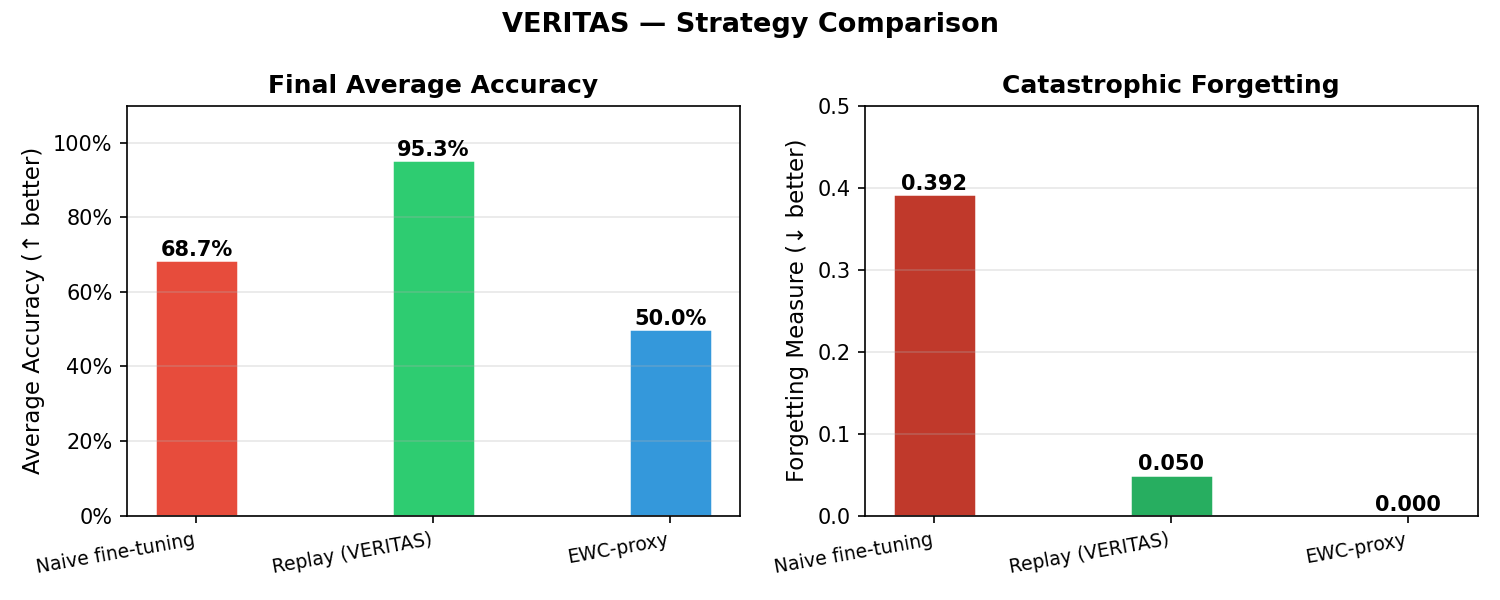 VERITAS — Strategy Comparison
Final Average Accuracy
Average Accuracy (↑ better)
100%
80%
60%
40%
20%
0%
68.7%
95.3%
50.0%
Naive fine-tuning
Replay (VERITAS)
EWC-proxy
Catastrophic Forgetting
Forgetting Measure (↓ better)
0.5
0.4
0.3
0.2
0.1
0.0
0.392
0.050
0.000
Naive fine-tuning
Replay (VERITAS)
EWC-proxy